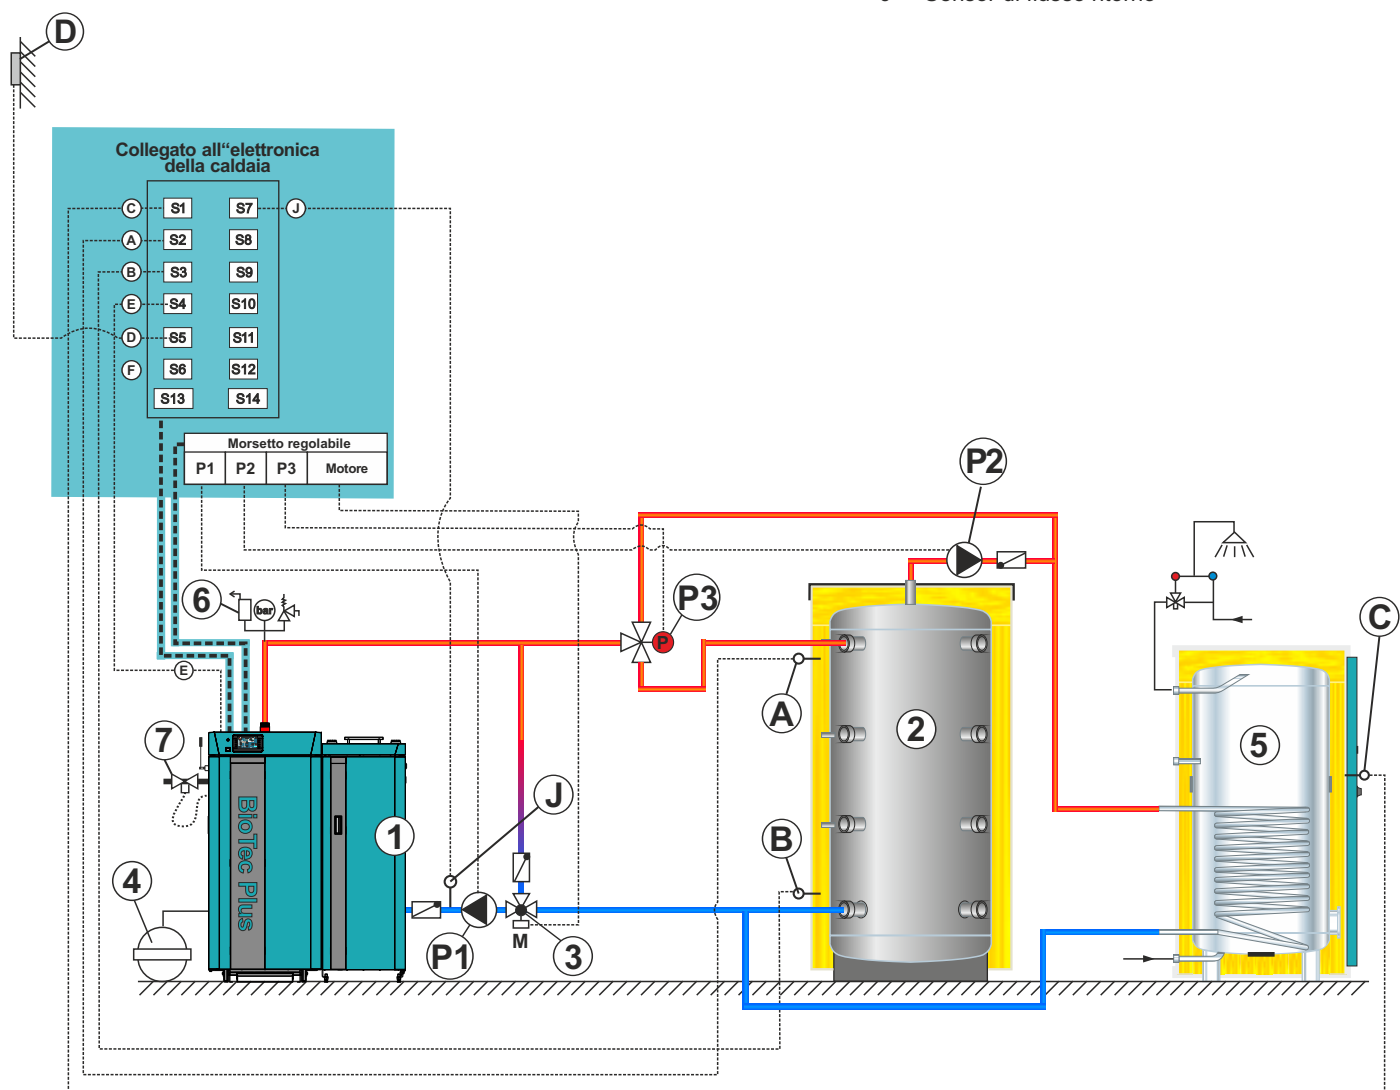 D
Collegato all“elettronica
della caldaia
C S1 S7 J
A S2 S8
B S3 S9
E S4 S10
D S5 S11
F S6 S12
S13 S14
Morsetto regolabile
P1 P2 P3 Motore
P2
6
bar
P3
P
C
E
A
2
7
5
J
BioTec Plus
1
B
4
P1
M
3